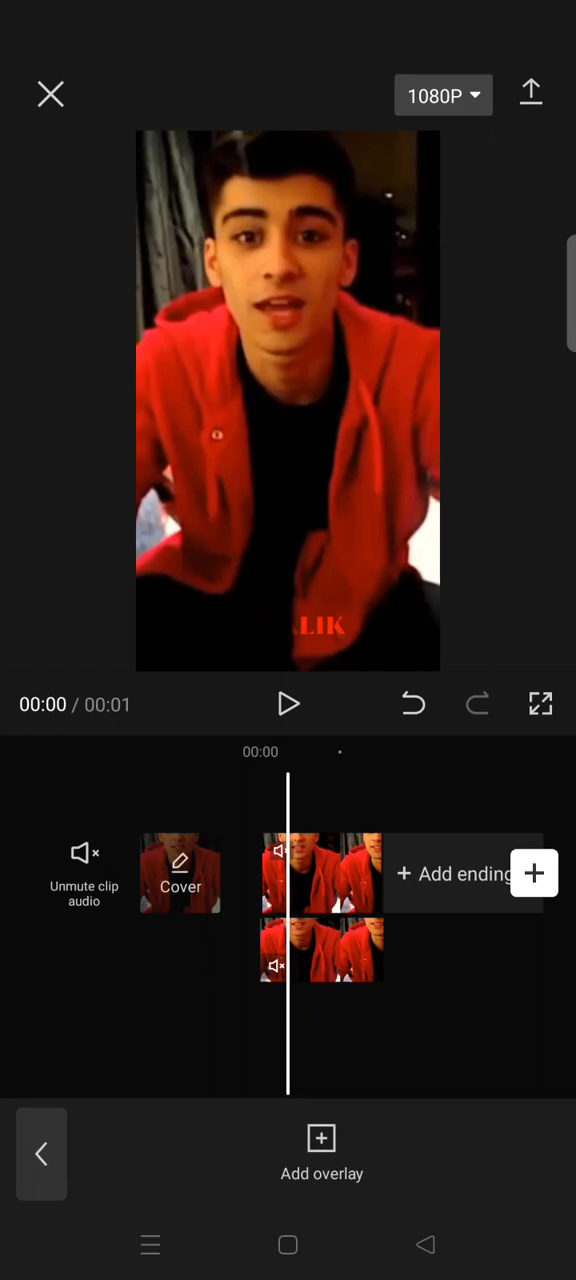 1080P
LIK
00:00 / 00:01
00:00
Unmute clip
audio
Cover
+ Add ending
Add overlay